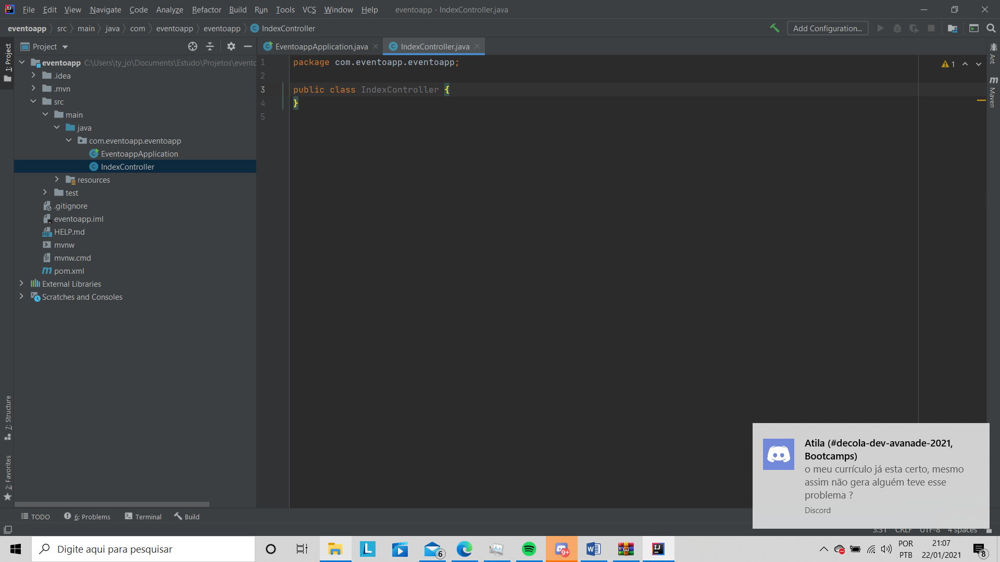 File Edit View Navigate Code Analyze Refactor Build Run Tools VCS Window Help eventoapp - IndexController.java
eventoapp src main java com eventoapp eventoapp IndexController Add Configuration...
Project
EventoappApplication.java IndexController.java
1: Project
eventoapp C:\Users\ty_jo\Documents\Estudo\Projetos\evento
.idea
.mvn
src
main
java
com.eventoapp.eventoapp
EventoappApplication
IndexController
resources
test
.gitignore
eventoapp.iml
HELP.md
mvnw
mvnw.cmd
pom.xml
External Libraries
Scratches and Consoles
1 package com.eventoapp.eventoapp;
2
3 public class IndexController {
4 }
5
1
Ant
Maven
7: Structure
2: Favorites
Atila (#decola-dev-avanade-2021,
Bootcamps)
o meu currículo já esta certo, mesmo
assim não gera alguém teve esse
problema ?
Discord
TODO 6: Problems Terminal Build
3:31 CRLF UTF-8 4 spaces
Digite aqui para pesquisar
6
9+
POR
PTB
21:07
22/01/2021
8